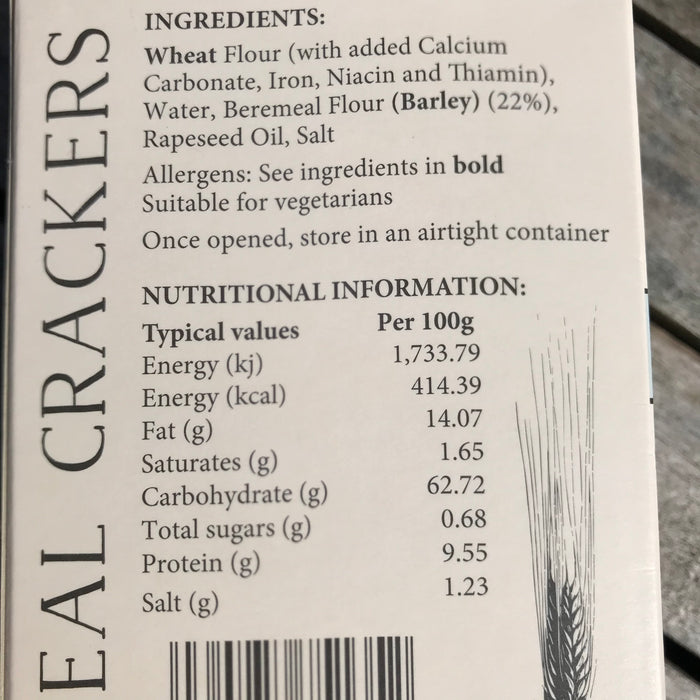 INGREDIENTS:
Wheat Flour (with added Calcium
Carbonate, Iron, Niacin and Thiamin),
Water, Beremeal Flour (Barley) (22%),
Rapeseed Oil, Salt
Allergens: See ingredients in bold
Suitable for vegetarians
Once opened, store in an airtight container
NUTRITIONAL INFORMATION:
Typical values Per 100g
Energy (kj) 1,733.79
Energy (kcal) 414.39
Fat (g) 14.07
Saturates (g) 1.65
Carbohydrate (g) 62.72
Total sugars (g) 0.68
Protein (g) 9.55
Salt (g) 1.23
EAL CRACKERS